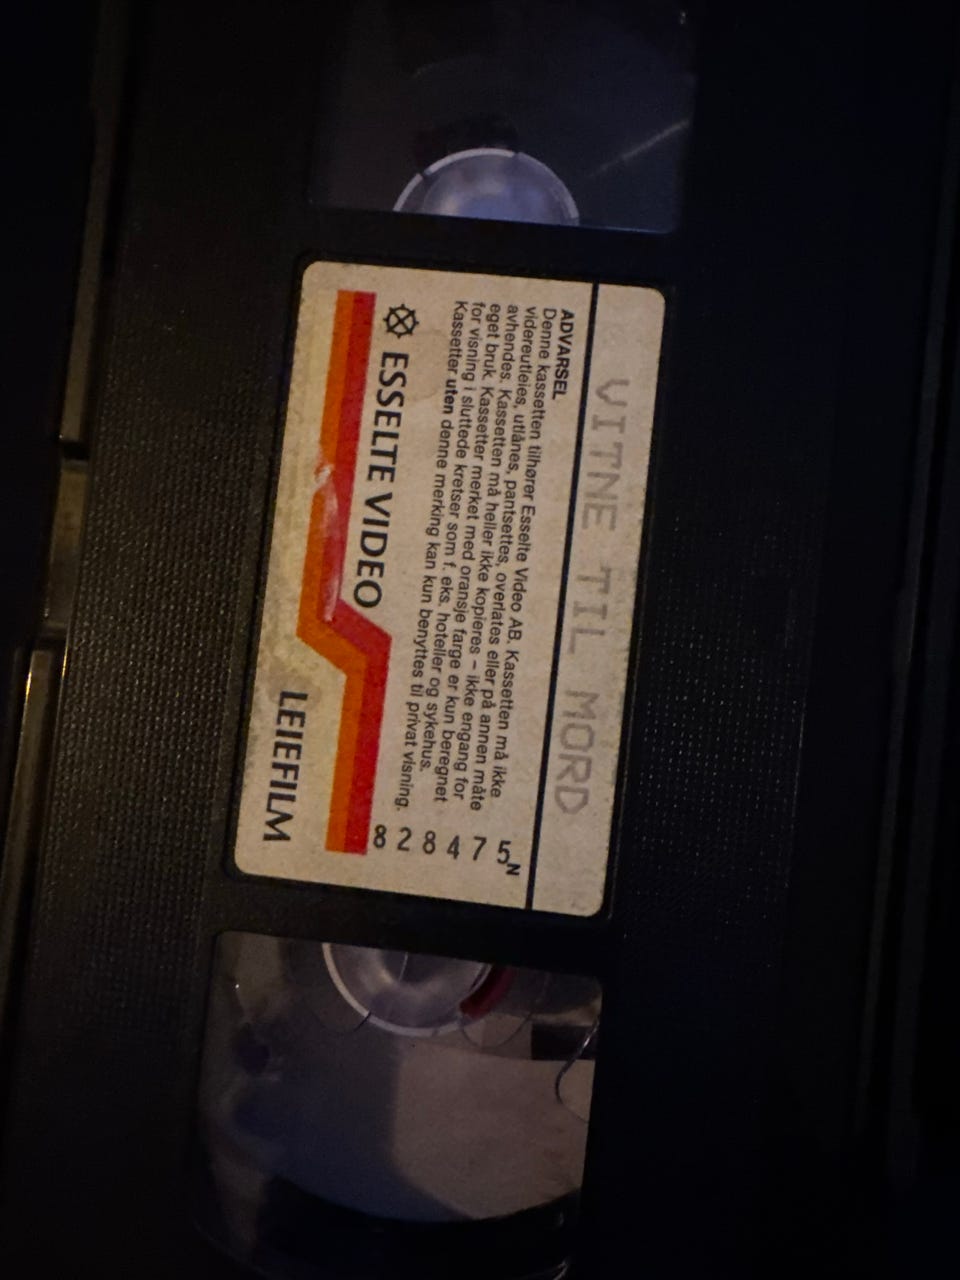 VITNE TIL MORD
ADVARSEL
Denne kassetten tilhører Esselte Video AB. Kassetten må ikke
videreutleies, utlånes, pantsettes, overlates eller på annen måte
avhendes. Kassetten må heller ikke kopieres – ikke engang for
eget bruk. Kassetter merket med oransje farge er kun beregnet
for visning i sluttede kretser som f. eks. hoteller og sykehus.
Kassetter uten denne merking kan kun benyttes til privat visning.
828475N
ESSELTE VIDEO
LEIEFILM